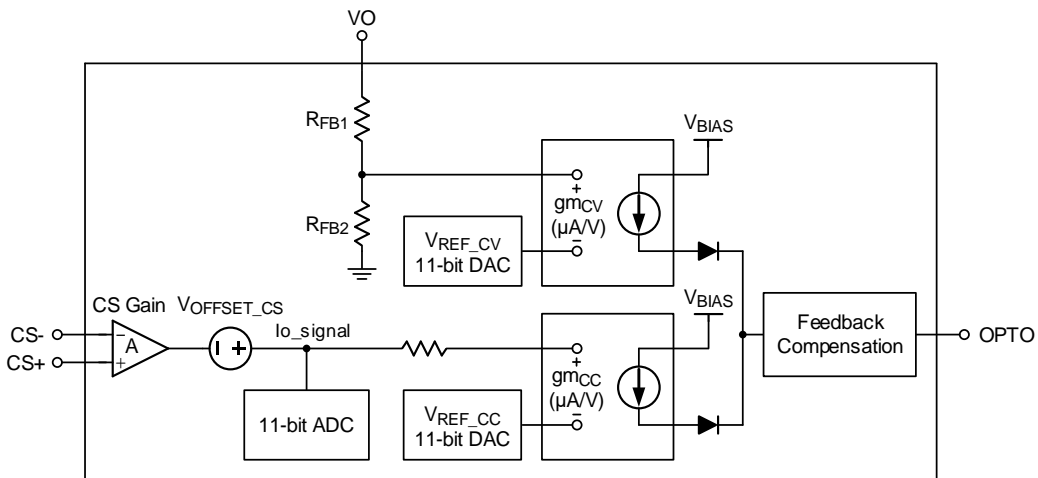 VO
RFB1
VBIAS
+
gmCV
(µA/V)
−
RFB2
VREF_CV
11-bit DAC
CS Gain
VOFFSET_CS
VBIAS
CS-
CS+
−
A
+
Io_signal
+
gmCC
(µA/V)
−
Feedback
Compensation
OPTO
11-bit ADC
VREF_CC
11-bit DAC